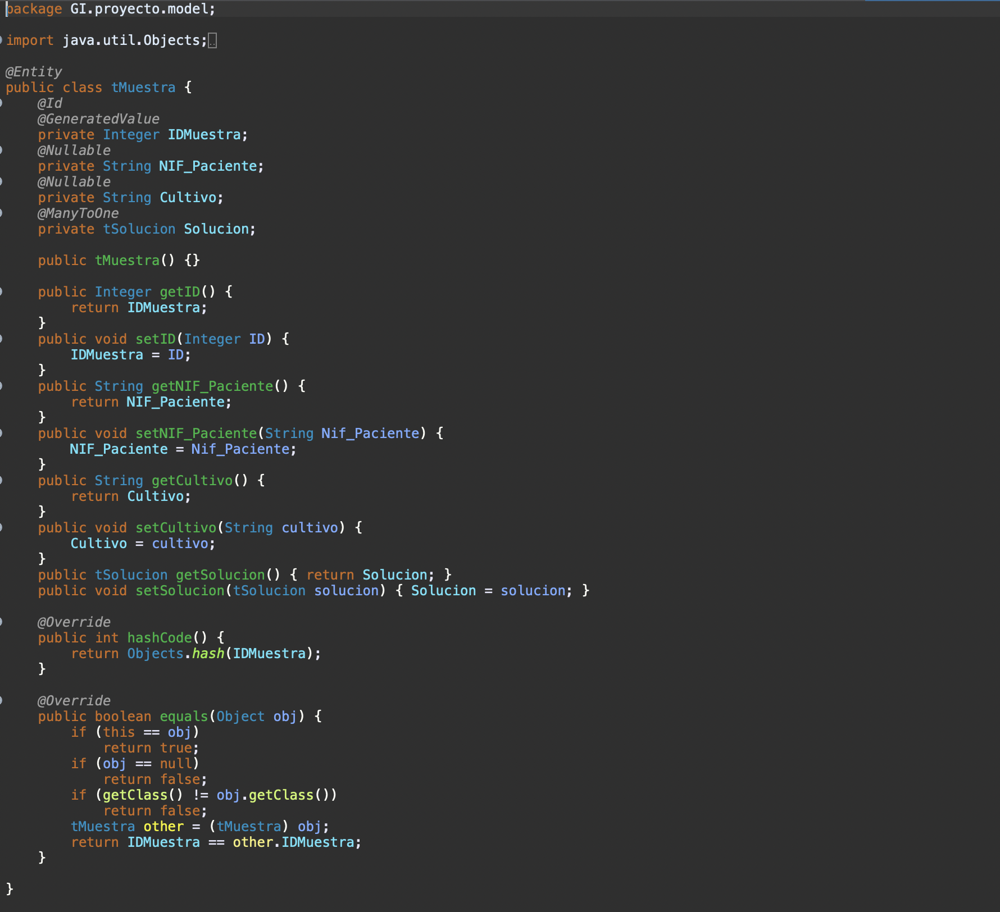 package GI.proyecto.model;
import java.util.Objects;
@Entity
public class tMuestra {
@Id
@GeneratedValue
private Integer IDMuestra;
@Nullable
private String NIF_Paciente;
@Nullable
private String Cultivo;
@ManyToOne
private tSolucion Solucion;
public tMuestra() {}
public Integer getID() {
return IDMuestra;
}
public void setID(Integer ID) {
IDMuestra = ID;
}
public String getNIF_Paciente() {
return NIF_Paciente;
}
public void setNIF_Paciente(String Nif_Paciente) {
NIF_Paciente = Nif_Paciente;
}
public String getCultivo() {
return Cultivo;
}
public void setCultivo(String cultivo) {
Cultivo = cultivo;
}
public tSolucion getSolucion() { return Solucion; }
public void setSolucion(tSolucion solucion) { Solucion = solucion; }
@Override
public int hashCode() {
return Objects.hash(IDMuestra);
}
@Override
public boolean equals(Object obj) {
if (this == obj)
return true;
if (obj == null)
return false;
if (getClass() != obj.getClass())
return false;
tMuestra other = (tMuestra) obj;
return IDMuestra == other.IDMuestra;
}
}